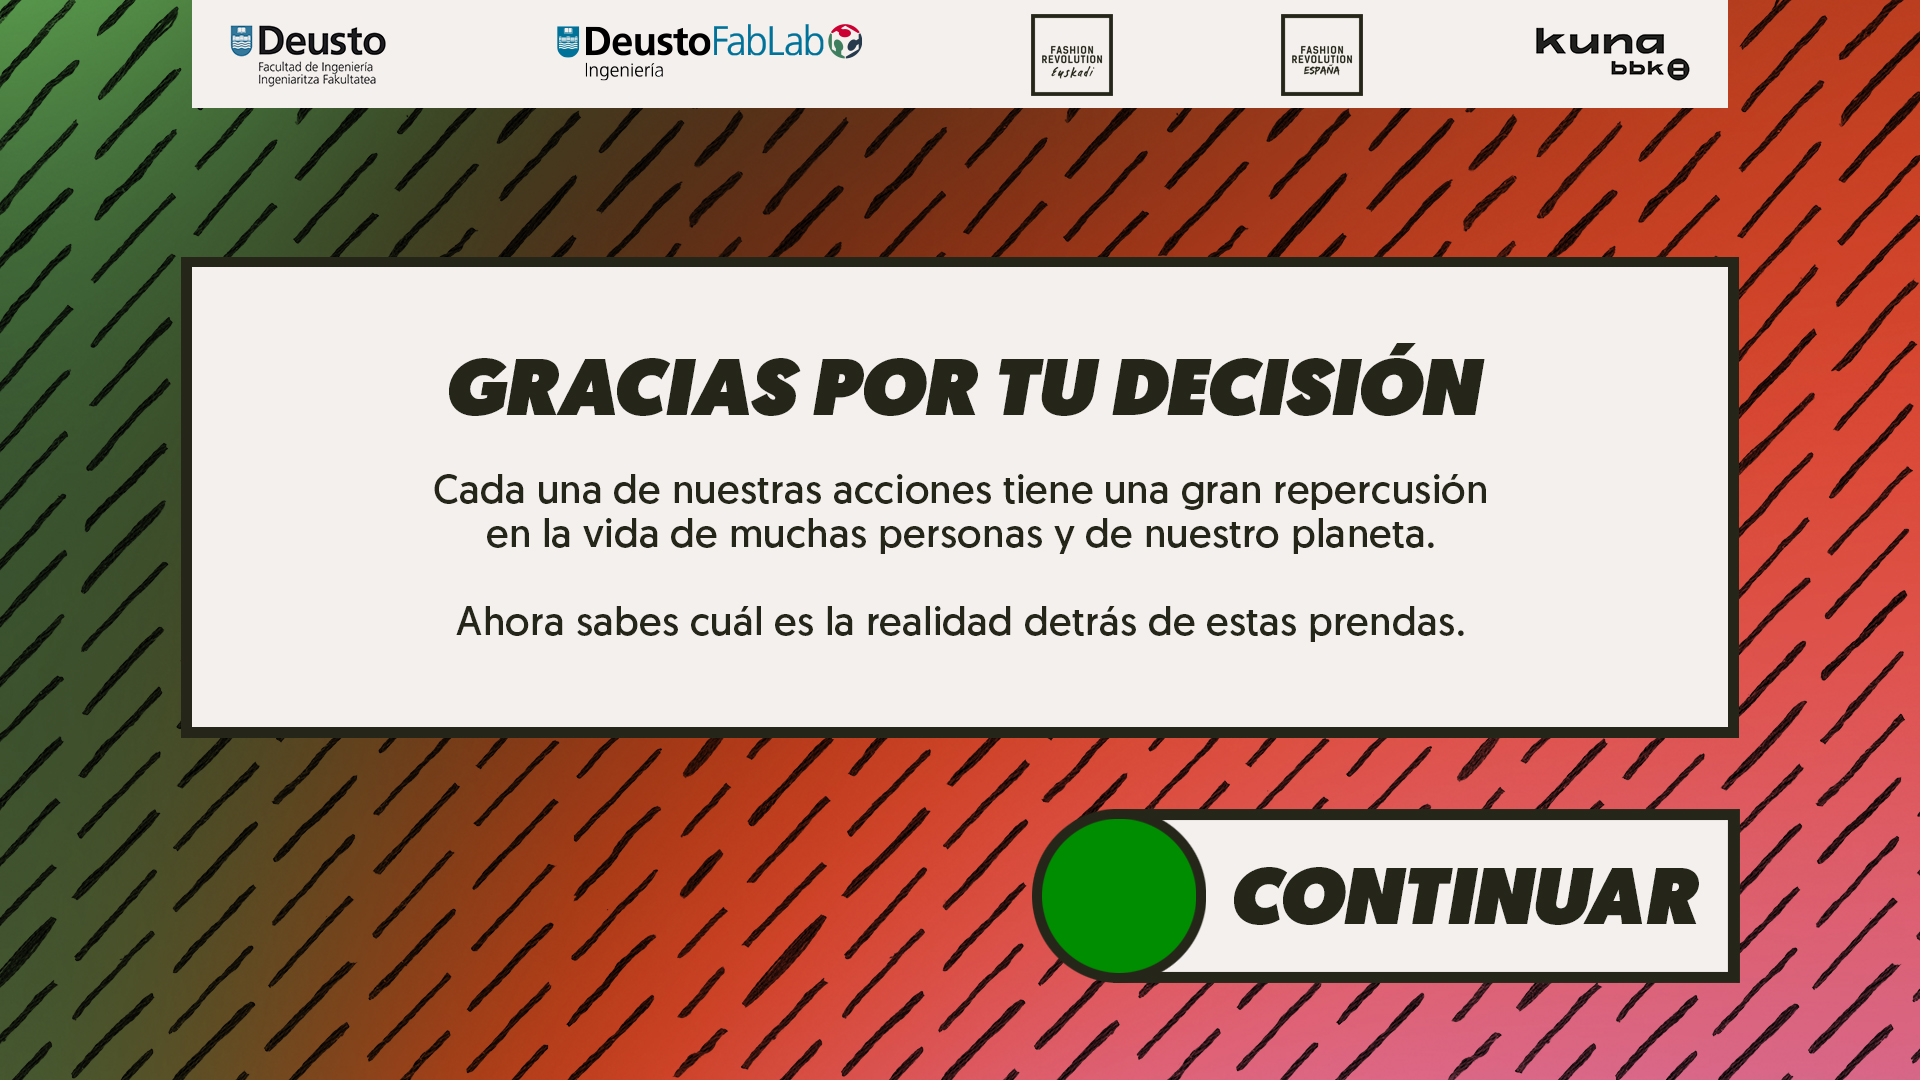 Deusto
Facultad de Ingeniería
Ingeniaritza Fakultatea
DeustoFabLab
Ingeniería
FASHION
REVOLUTION
Euskadi
FASHION
REVOLUTION
ESPAÑA
kuna
bbk
GRACIAS POR TU DECISIÓN
Cada una de nuestras acciones tiene una gran repercusión
en la vida de muchas personas y de nuestro planeta.
Ahora sabes cuál es la realidad detrás de estas prendas.
CONTINUAR